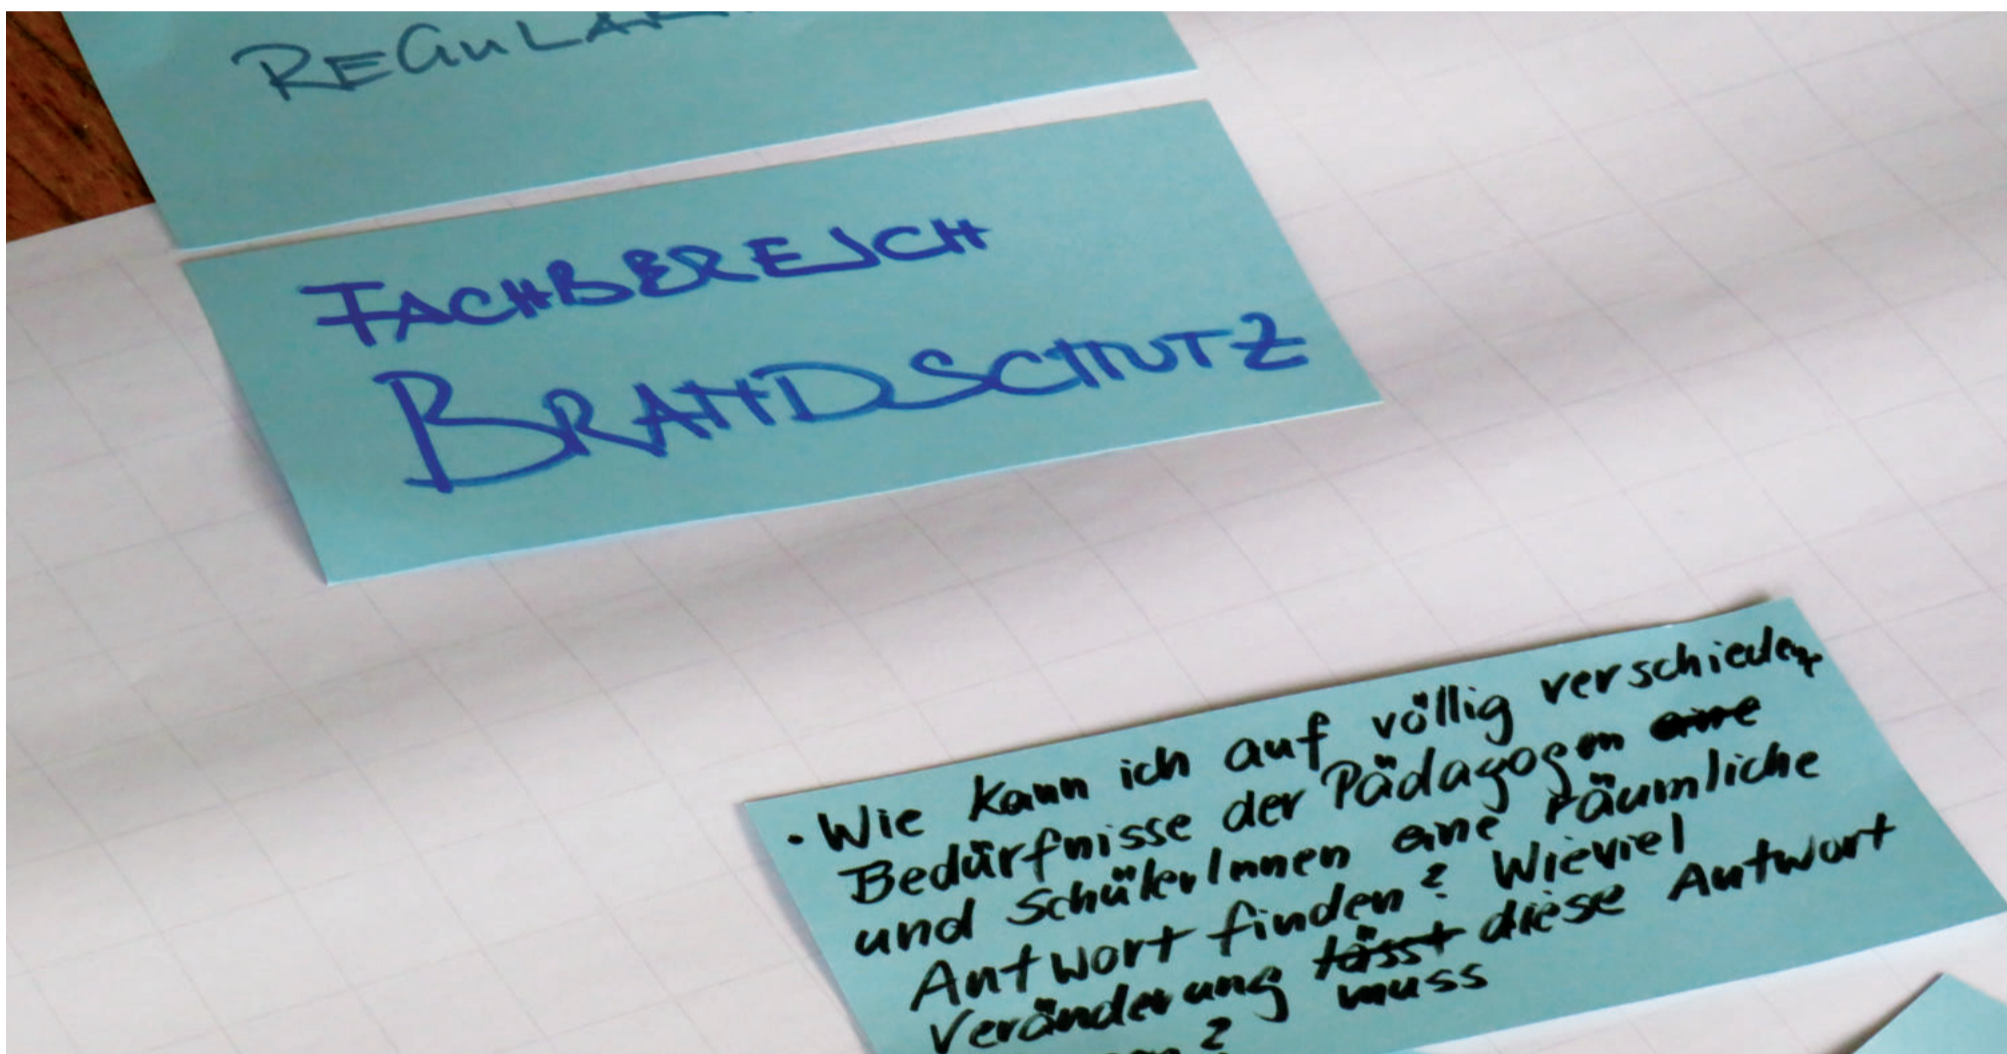 FACHBEREICH
BRANDSCHUTZ
• Wie kann ich auf völlig verschiedene
Bedürfnisse der Pädagogen eine
und SchülerInnen eine räumliche
Antwort finden? Wieviel
Veränderung lässt diese Antwort
muss